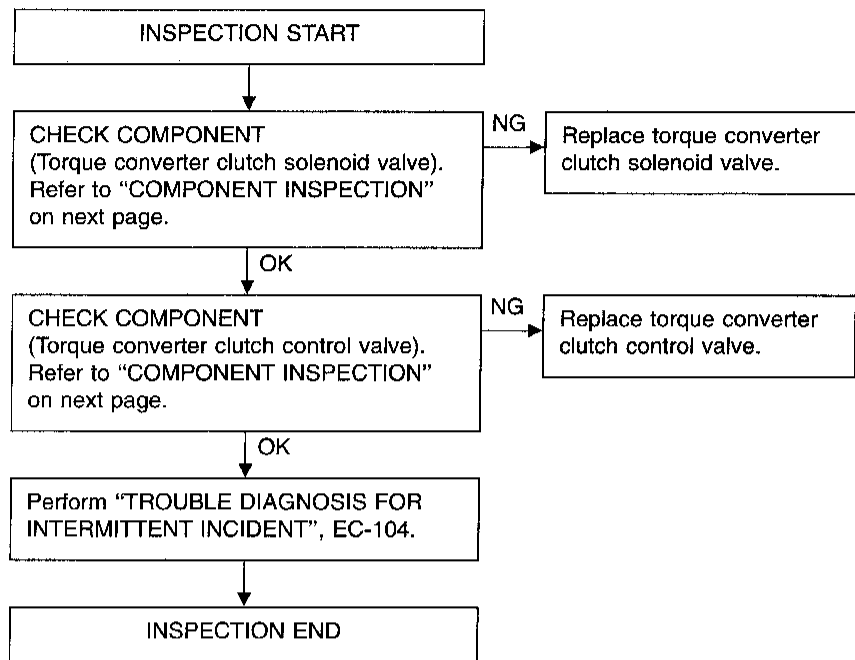 INSPECTION START
CHECK COMPONENT
(Torque converter clutch solenoid valve).
Refer to “COMPONENT INSPECTION”
on next page.
NG
Replace torque converter
clutch solenoid valve.
OK
CHECK COMPONENT
(Torque converter clutch control valve).
Refer to “COMPONENT INSPECTION”
on next page.
NG
Replace torque converter
clutch control valve.
OK
Perform “TROUBLE DIAGNOSIS FOR
INTERMITTENT INCIDENT”, EC-104.
INSPECTION END